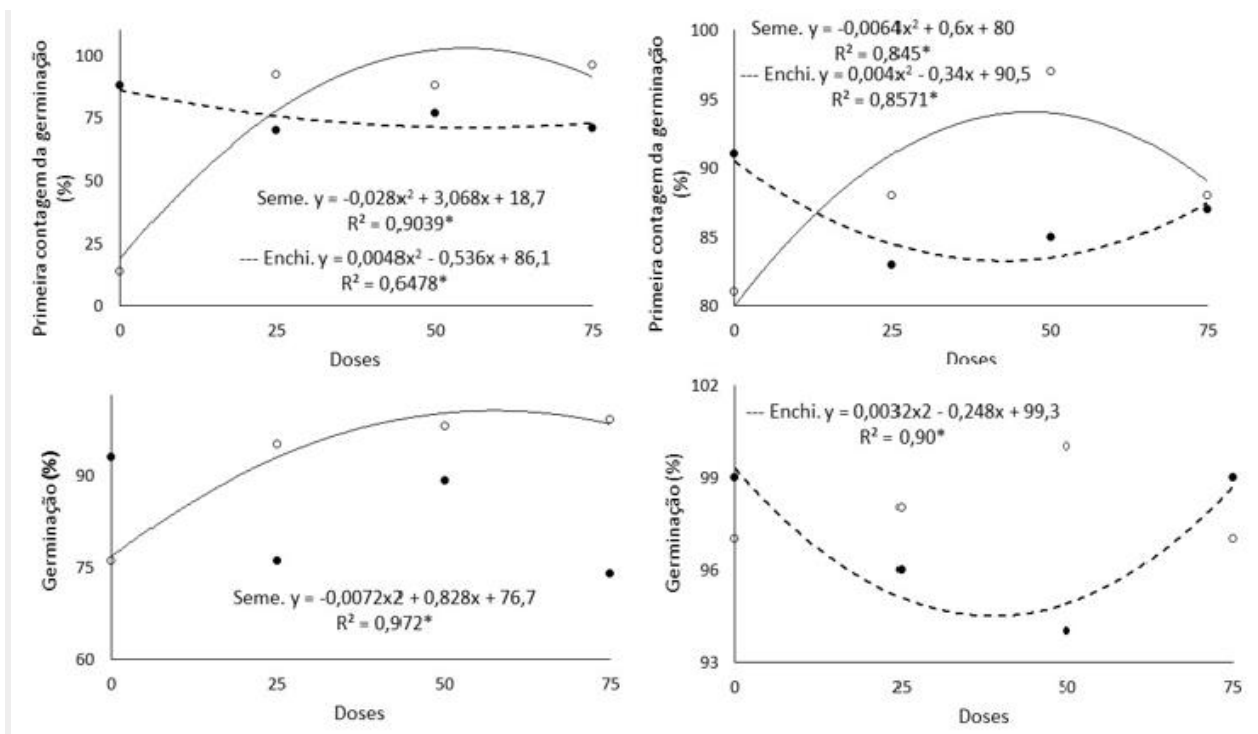 Primeira contagem da germinação
(%)
100
75
50
25
0
Seme. y = -0,028x² + 3,068x + 18,7
R² = 0,9039*
--- Enchi. y = 0,0048x² - 0,536x + 86,1
R² = 0,6478*
0 25 50 75
Doses
Primeira contagem da germinação
(%)
100
95
90
85
80
Seme. y = -0,0064x² + 0,6x + 80
R² = 0,845*
--- Enchi. y = 0,004x² - 0,34x + 90,5
R² = 0,8571*
0 25 50 75
Doses
Germinação (%)
90
75
60
Seme. y = -0,0072x2 + 0,828x + 76,7
R² = 0,972*
0 25 50 75
Doses
Germinação (%)
102
99
96
93
--- Enchi. y = 0,0032x2 - 0,248x + 99,3
R² = 0,90*
0 25 50 75
Doses